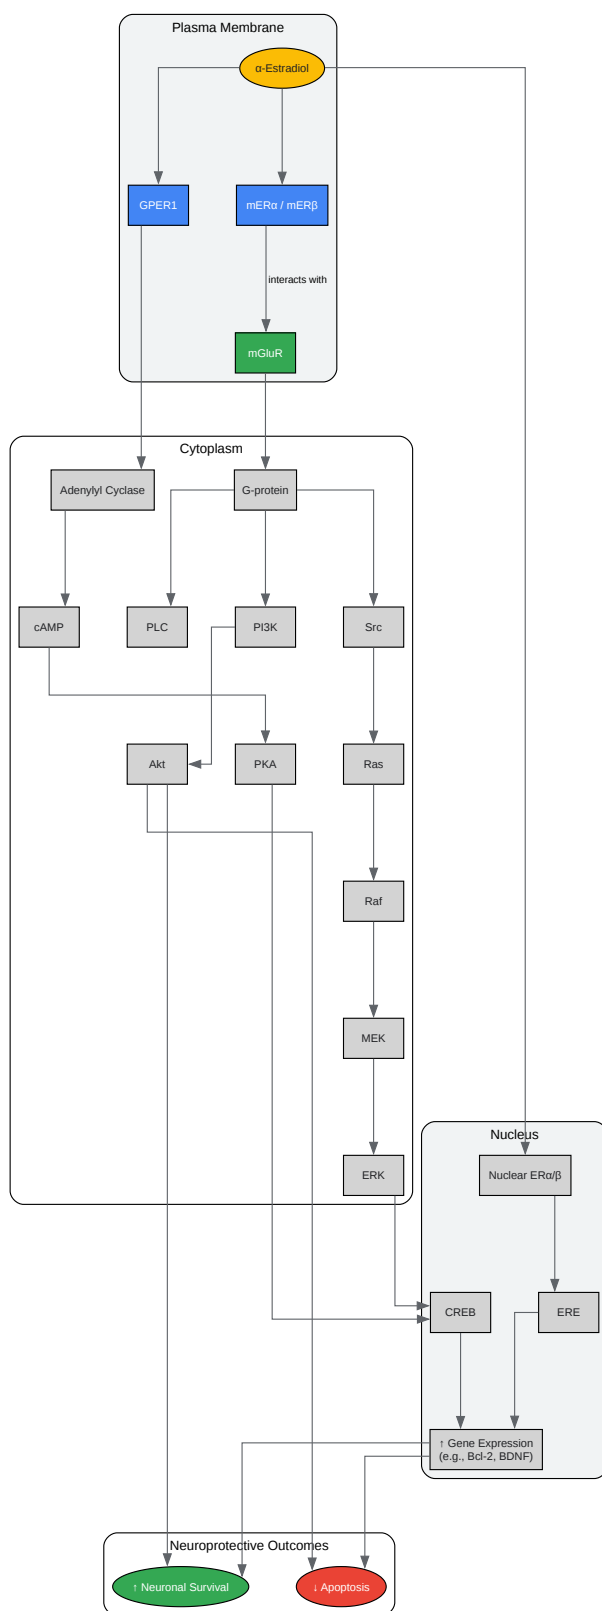 Plasma Membrane
α-Estradiol
GPER1
mERα / mERβ
interacts with
mGluR
Cytoplasm
Adenylyl Cyclase
G-protein
cAMP
PLC
PI3K
Src
Akt
PKA
Ras
Raf
MEK
Nucleus
ERK
Nuclear ERα/β
CREB
ERE
↑ Gene Expression
(e.g., Bcl-2, BDNF)
Neuroprotective Outcomes
↑ Neuronal Survival
↓ Apoptosis